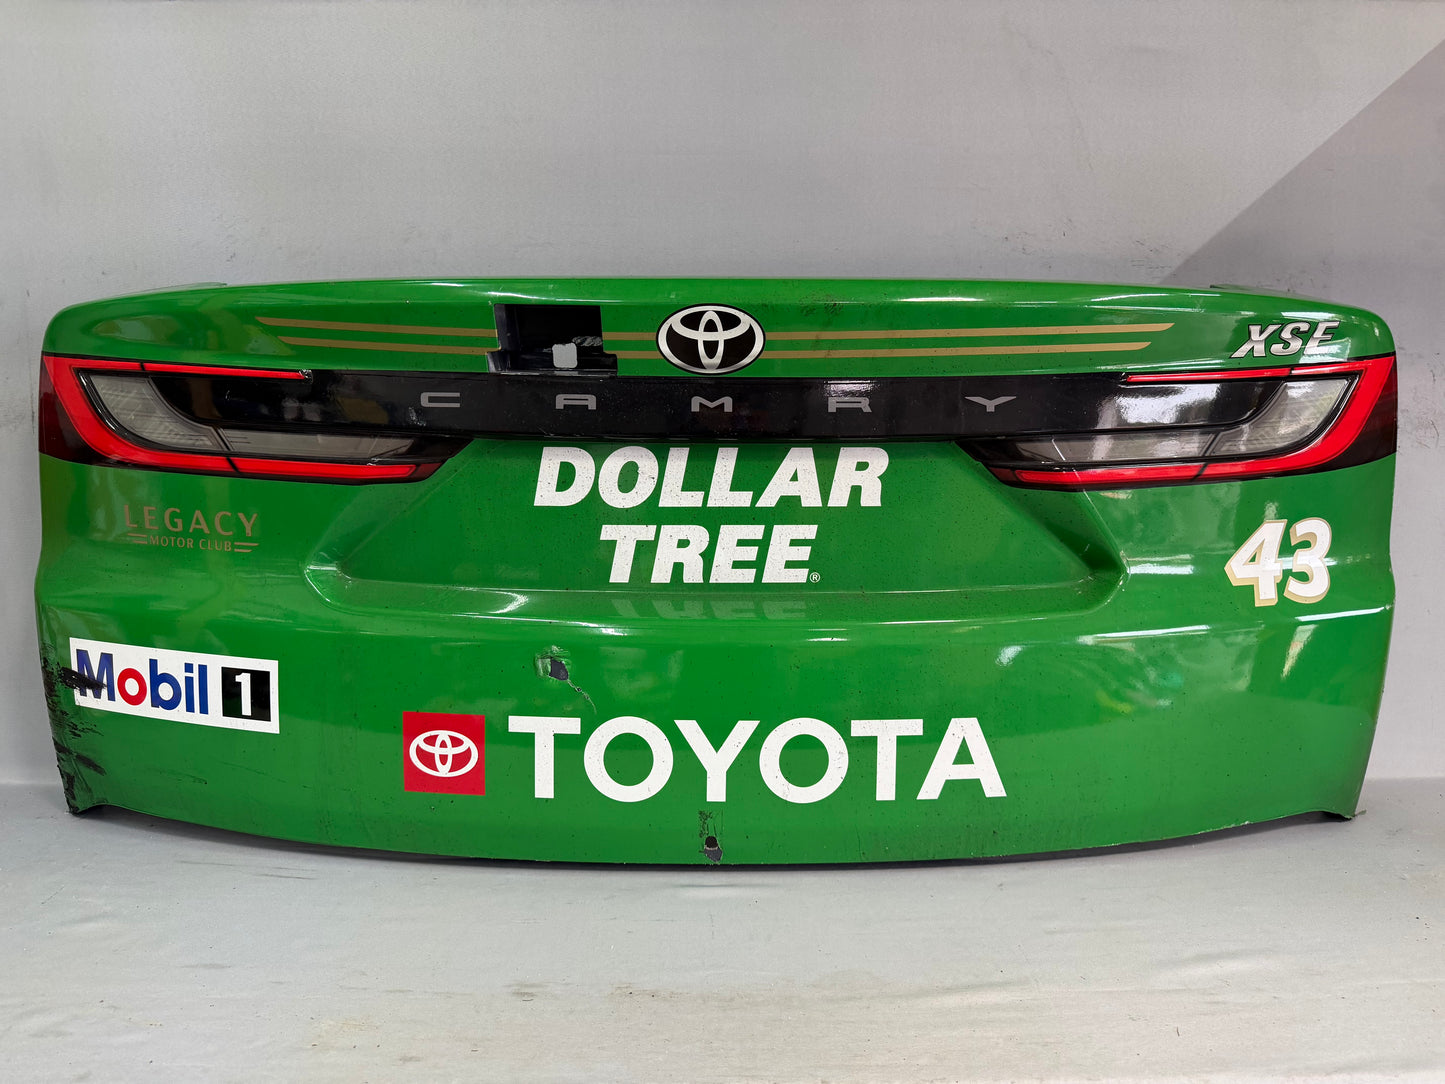 XSE
CAMRY
DOLLAR
TREE®
LEGACY
MOTOR CLUB
43
Mobil 1
TOYOTA